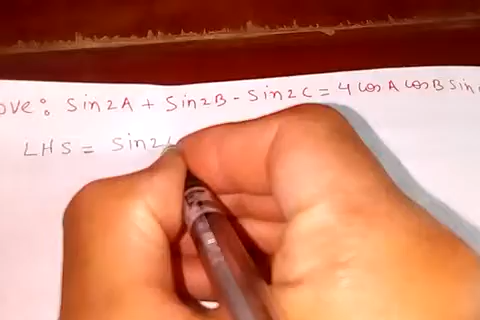 ove: Sin2A + Sin2B - Sin2C = 4 cos A cos B Sin
LHS = Sin2